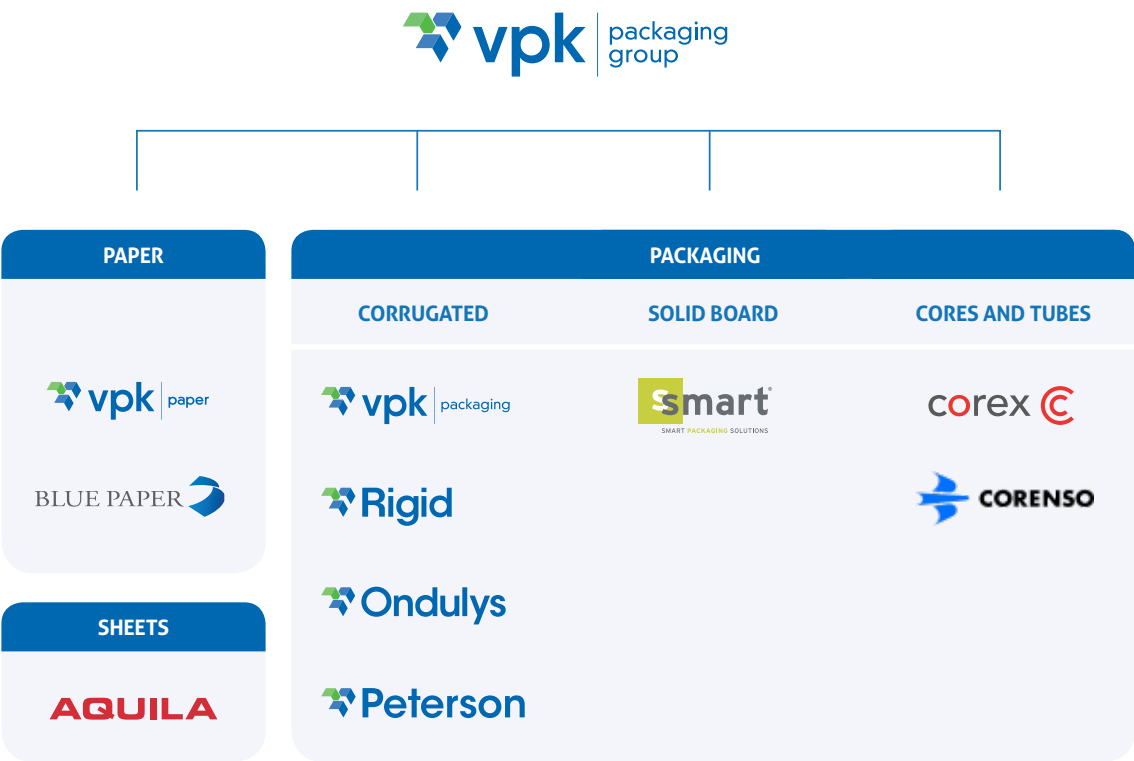 vpk packaging
group
PAPER
vpk paper
BLUE PAPER
SHEETS
AQUILA
PACKAGING
CORRUGATED
vpk packaging
Rigid
Ondulys
Peterson
SOLID BOARD
Ssmart®
SMART PACKAGING SOLUTIONS
CORES AND TUBES
corex C
CORENSO